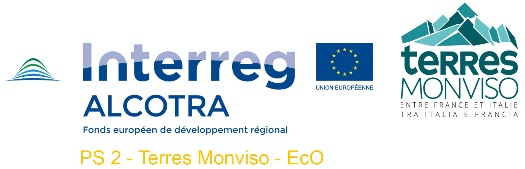 Interreg
ALCOTRA
Fonds européen de développement régional
UNION EUROPÉENNE
PS 2 - Terres Monviso - EcO
terres
MONVISO
ENTRE FRANCE ET ITALIE
TRA ITALIA E FRANCIA